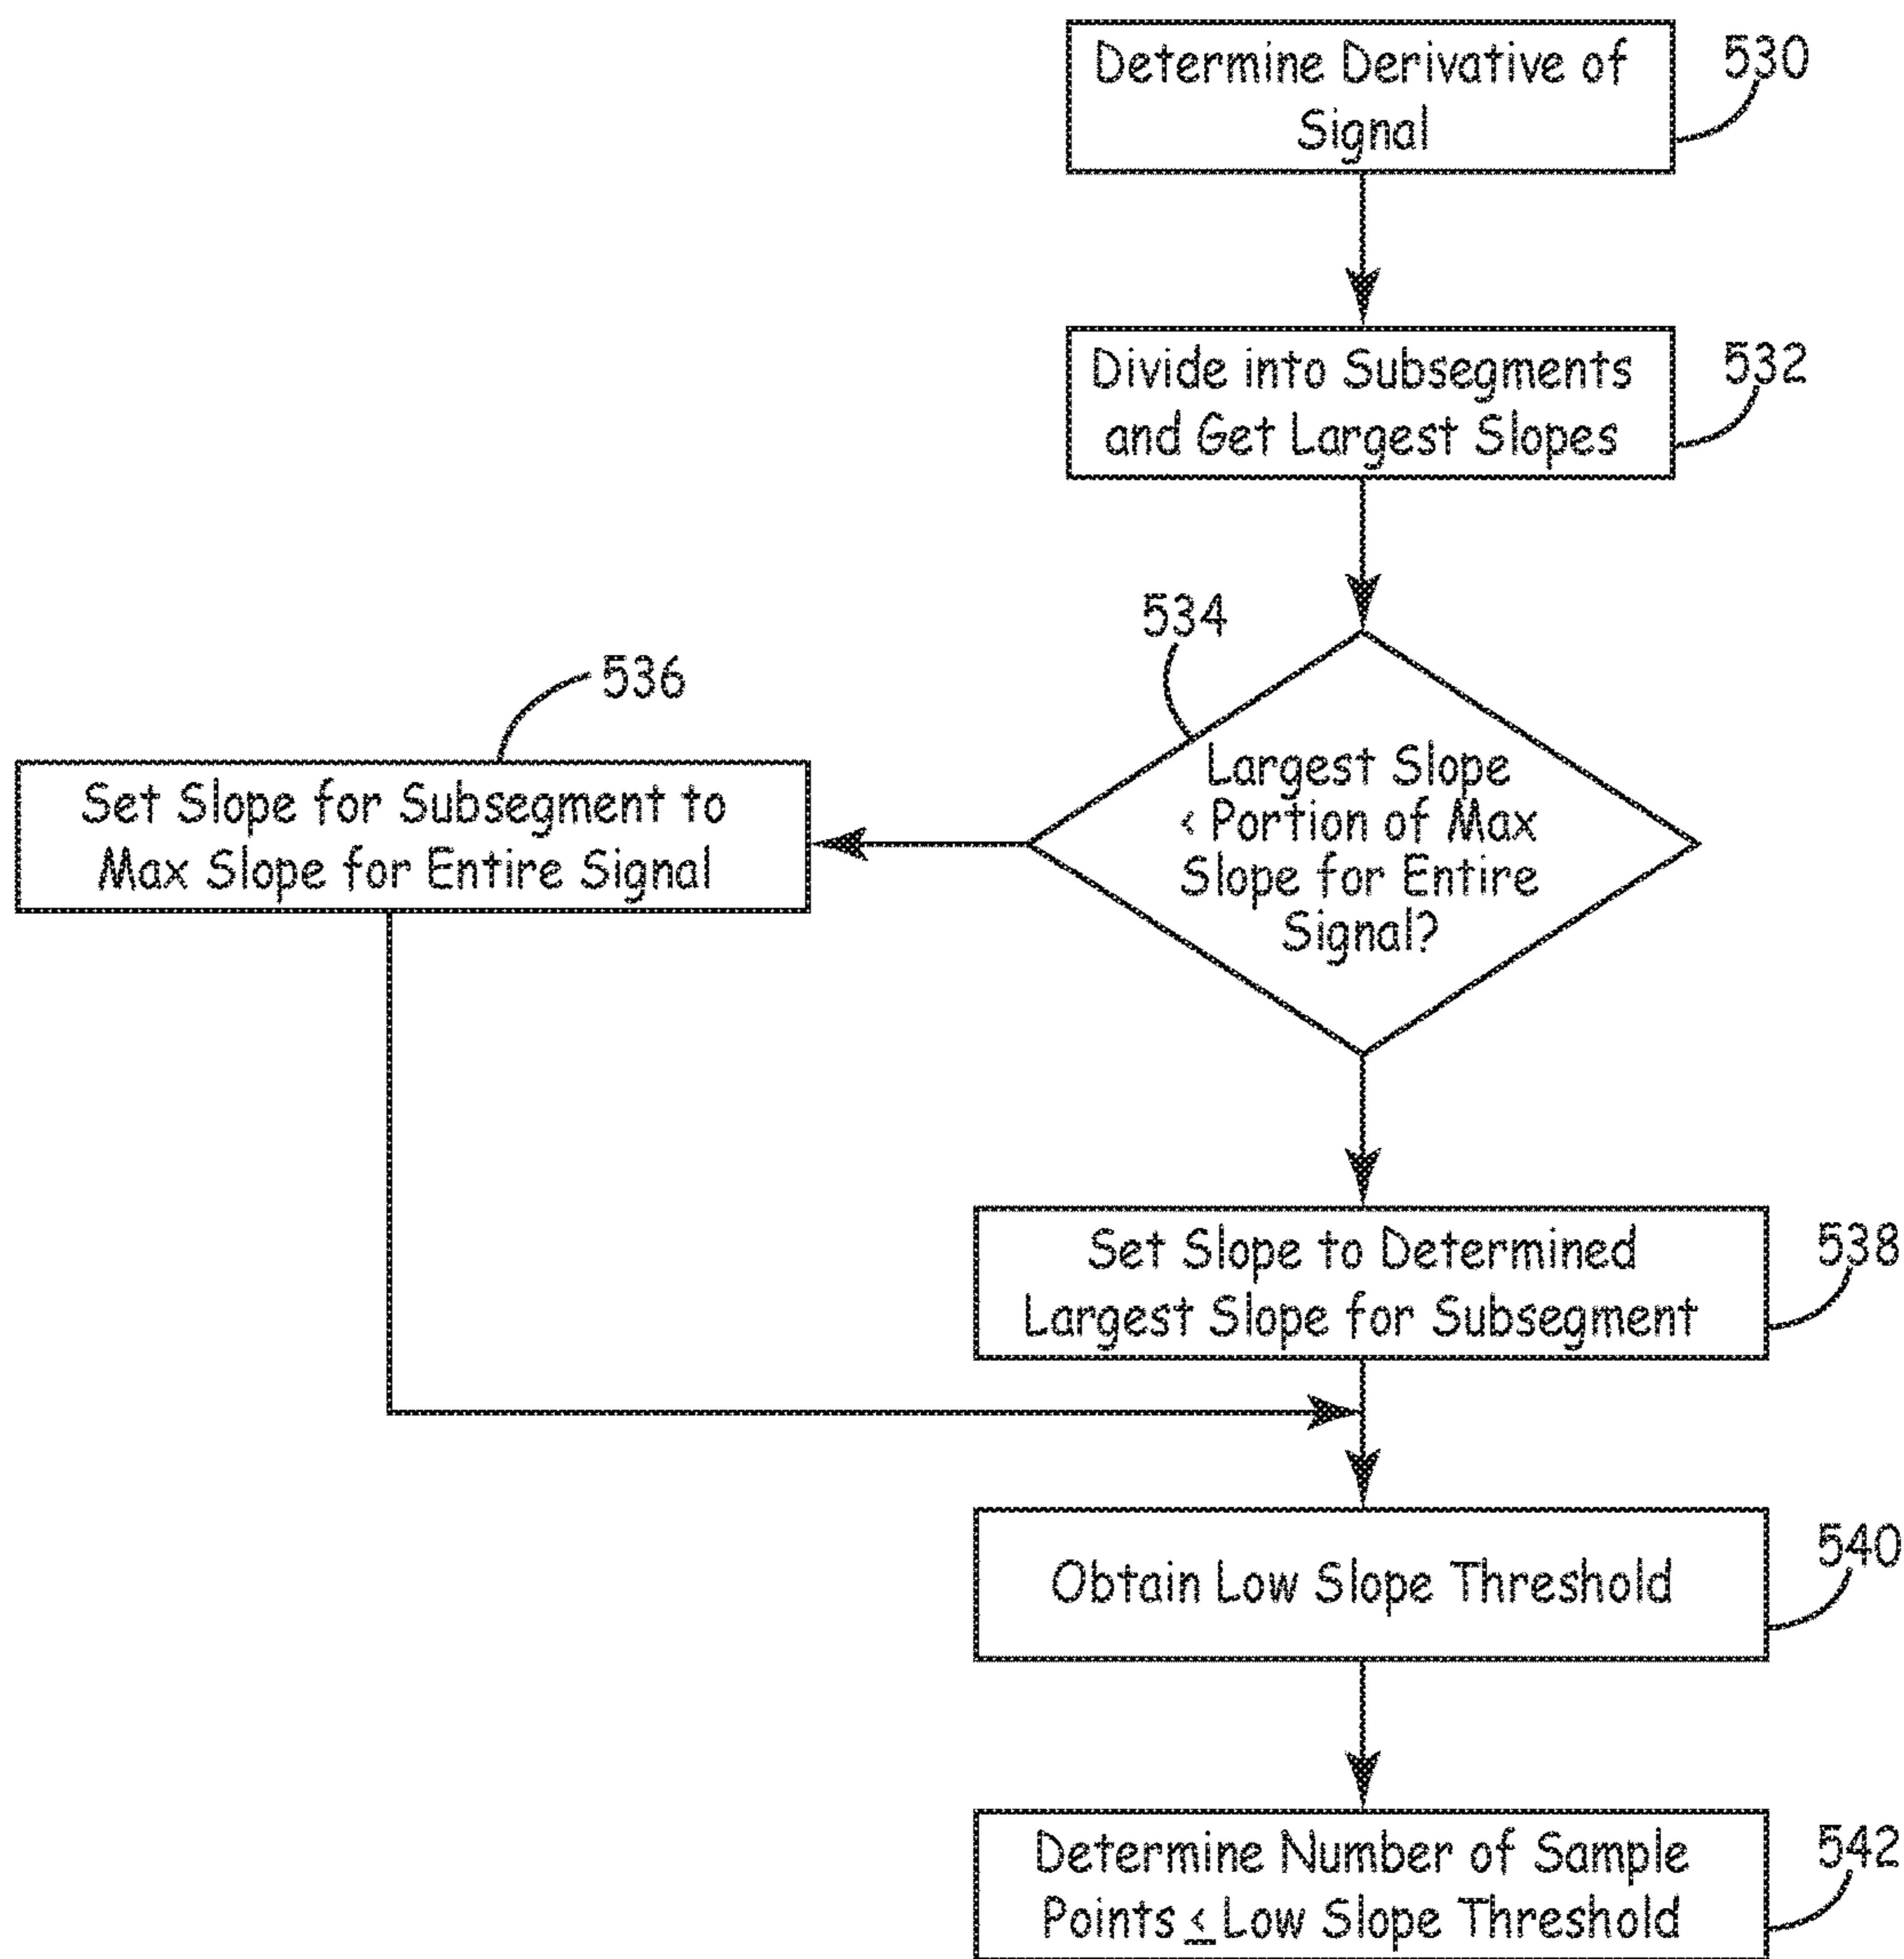 Determine Derivative of
Signal
530
Divide into Subsegments
and Get Largest Slopes
532
534
Largest Slope
< Portion of Max
Slope for Entire
Signal?
536
Set Slope for Subsegment to
Max Slope for Entire Signal
Set Slope to Determined
Largest Slope for Subsegment
538
Obtain Low Slope Threshold
540
Determine Number of Sample
Points ≤ Low Slope Threshold
542